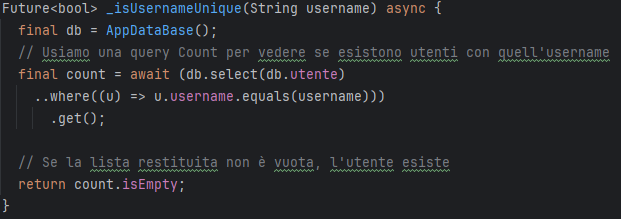 Future<bool> _isUsernameUnique(String username) async {
  final db = AppDataBase();
  // Usiamo una query Count per vedere se esistono utenti con quell'username
  final count = await (db.select(db.utente)
    ..where((u) => u.username.equals(username)))
      .get();

  // Se la lista restituita non è vuota, l'utente esiste
  return count.isEmpty;
}